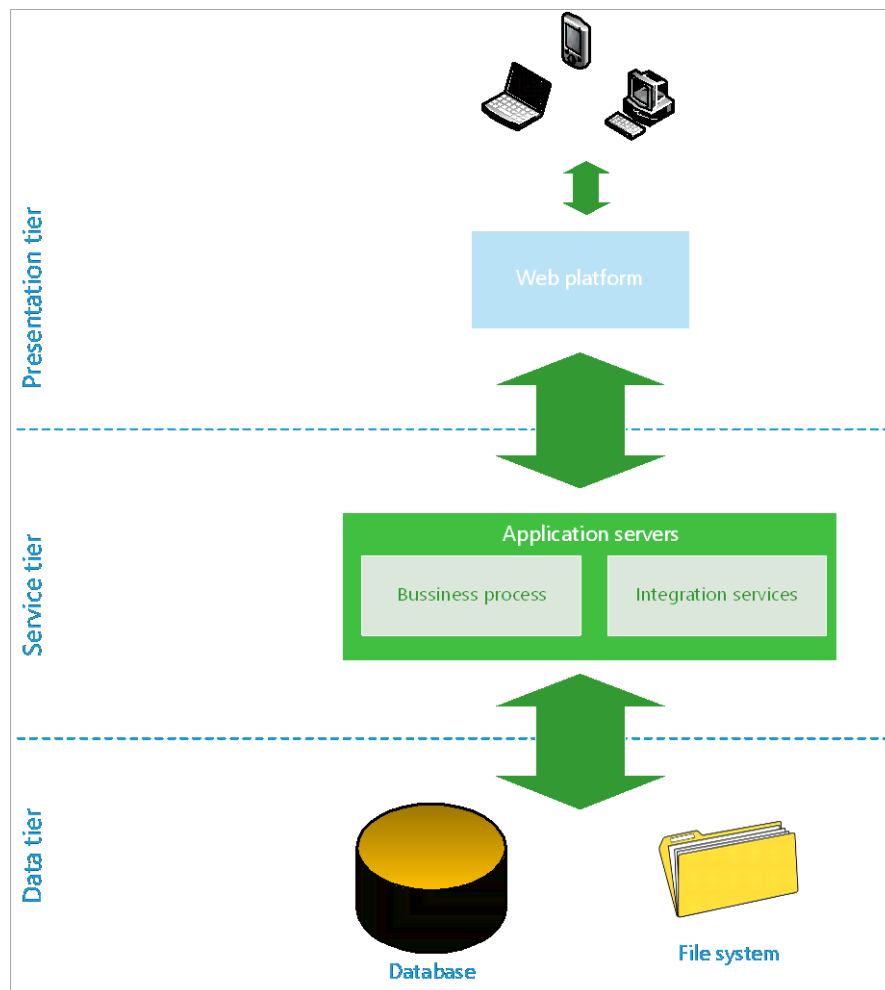 Presentation tier
Web platform
Service tier
Application servers
Bussiness process
Integration services
Data tier
Database
File system